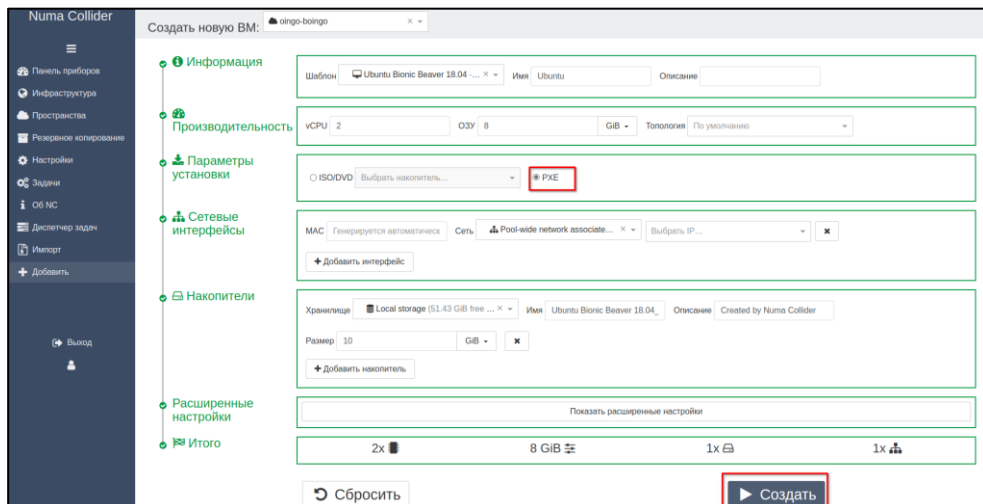 Numa Collider
Создать новую ВМ: oingo-boingo
Панель приборов
Инфраструктура
Пространства
Резервное копирование
Настройки
Задачи
Об NC
Диспетчер задач
Импорт
Добавить
Выход
Информация
Шаблон Ubuntu Bionic Beaver 18.04 -... Имя Ubuntu Описание
Производительность
vCPU 2 ОЗУ 8 GiB Топология По умолчанию
Параметры установки
ISO/DVD Выбрать накопитель... PXE
Сетевые интерфейсы
MAC Генерируется автоматическ Сеть Pool-wide network associate... Выбрать IP...
Добавить интерфейс
Накопители
Хранилище Local storage (51.43 GiB free ... Имя Ubuntu Bionic Beaver 18.04_ Описание Created by Numa Collider
Размер 10 GiB
Добавить накопитель
Расширенные настройки
Показать расширенные настройки
Итого
2x 8 GiB 1x 1x
Сбросить Создать